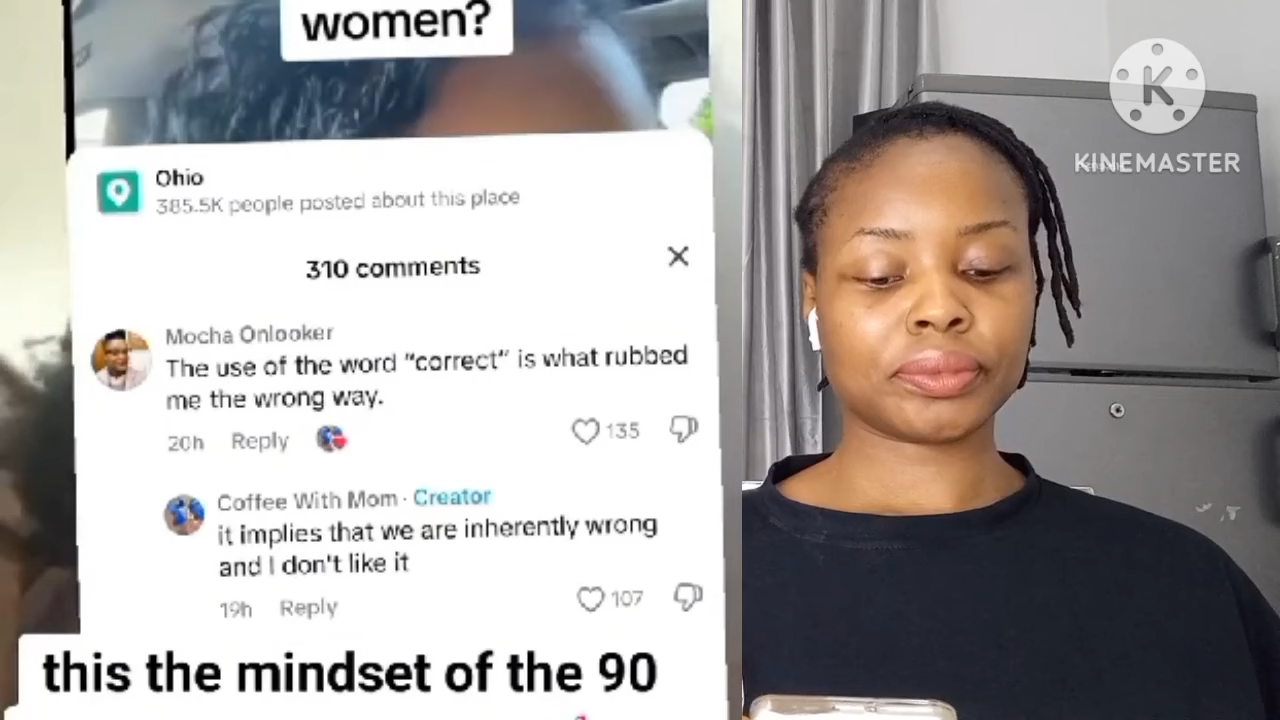 women?
Ohio
385.5K people posted about this place
310 comments
Mocha Onlooker
The use of the word "correct" is what rubbed
me the wrong way.
20h Reply
135
Coffee With Mom · Creator
it implies that we are inherently wrong
and I don't like it
19h Reply
107
this the mindset of the 90
K
KINEMASTER